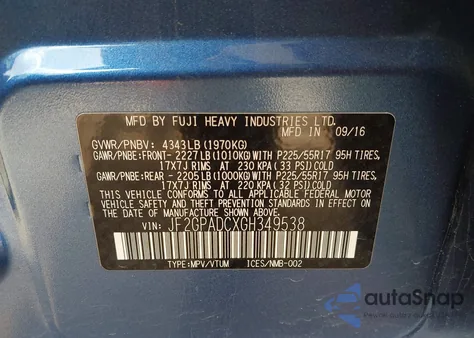 MFD BY FUJI HEAVY INDUSTRIES LTD.
MFD IN 09/16
GVWR/PNBV: 4343LB (1970KG)
GAWR/PNBE:FRONT- 2227LB(1010KG)WITH P225/55R17 95H TIRES,
17X7J RIMS AT 230 KPA(33 PSI)COLD
GAWR/PNBE:REAR - 2205LB(1000KG)WITH P225/55R17 95H TIRES,
17X7J RIMS AT 220 KPA(32 PSI)COLD
THIS VEHICLE CONFORMS TO ALL APPLICABLE FEDERAL MOTOR
VEHICLE SAFETY, BUMPER, AND THEFT PREVENTION STANDARDS
IN EFFECT ON THE DATE OF MANUFACTURE SHOWN ABOVE.
VIN: JF2GPADCXGH349538
TYPE:MPV/VTUM ICES/NMB-002
autoSnap